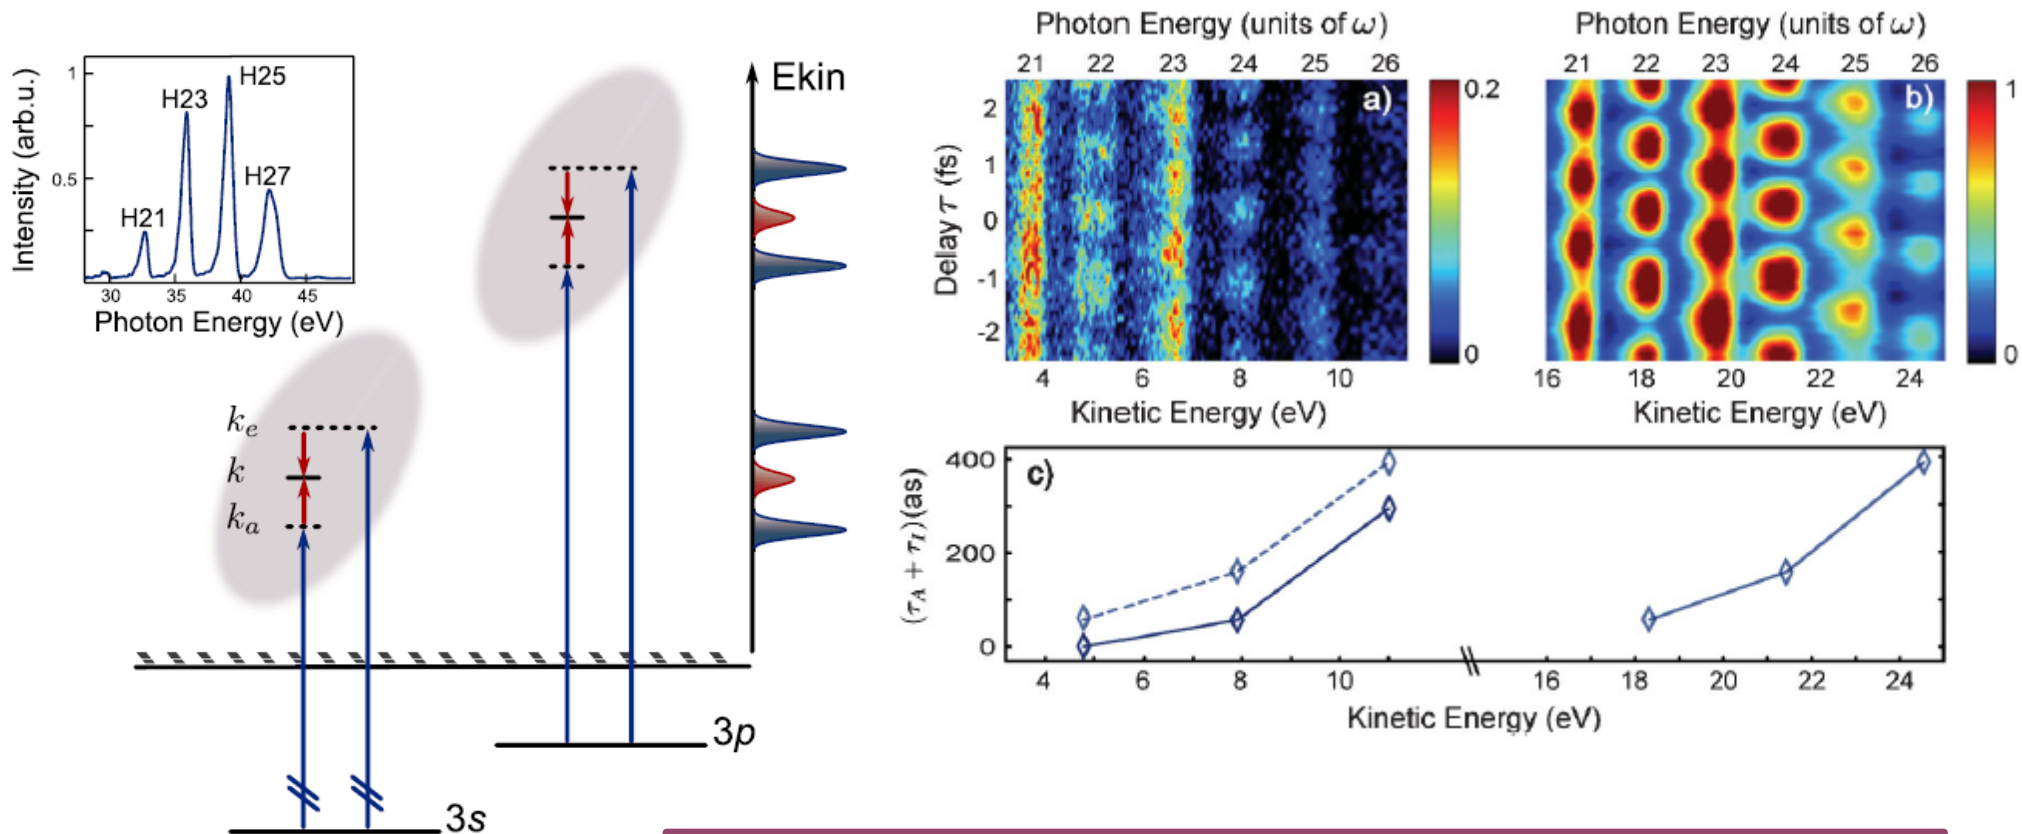 Intensity (arb.u.)
1
0.5
H21
H23
H25
H27
30 35 40 45
Photon Energy (eV)
Ekin
k_e
k
k_a
3p
3s
Photon Energy (units of ω)
21 22 23 24 25 26
a)
Delay τ (fs)
2
1
0
-1
-2
0.2
0
4 6 8 10
Kinetic Energy (eV)
Photon Energy (units of ω)
21 22 23 24 25 26
b)
1
0
16 18 20 22 24
Kinetic Energy (eV)
c)
(τ_A + τ_I)(as)
400
200
0
4 6 8 10 16 18 20 22 24
Kinetic Energy (eV)